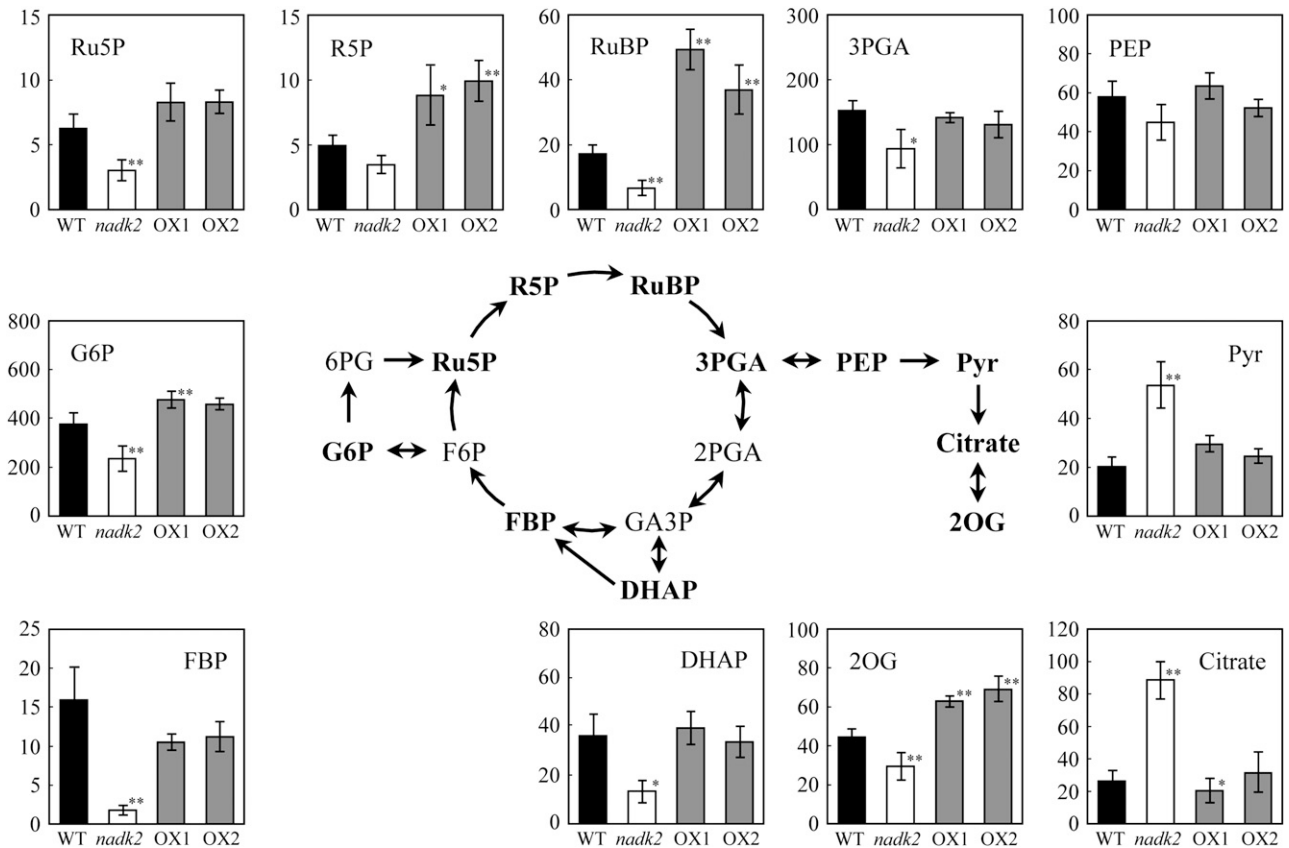 Ru5P
15
10
5
0
**
WT nadk2 OX1 OX2
R5P
15
10
5
0
* **
WT nadk2 OX1 OX2
RuBP
60
40
20
0
** ** **
WT nadk2 OX1 OX2
3PGA
300
200
100
0
*
WT nadk2 OX1 OX2
PEP
100
80
60
40
20
0
WT nadk2 OX1 OX2
G6P
800
600
400
200
0
** **
WT nadk2 OX1 OX2
R5P RuBP
6PG Ru5P 3PGA PEP Pyr
G6P F6P 2PGA Citrate
FBP GA3P 2OG
DHAP
Pyr
80
60
40
20
0
**
WT nadk2 OX1 OX2
FBP
25
20
15
10
5
0
**
WT nadk2 OX1 OX2
DHAP
80
60
40
20
0
*
WT nadk2 OX1 OX2
2OG
100
80
60
40
20
0
** ** **
WT nadk2 OX1 OX2
Citrate
120
100
80
60
40
20
0
** *
WT nadk2 OX1 OX2